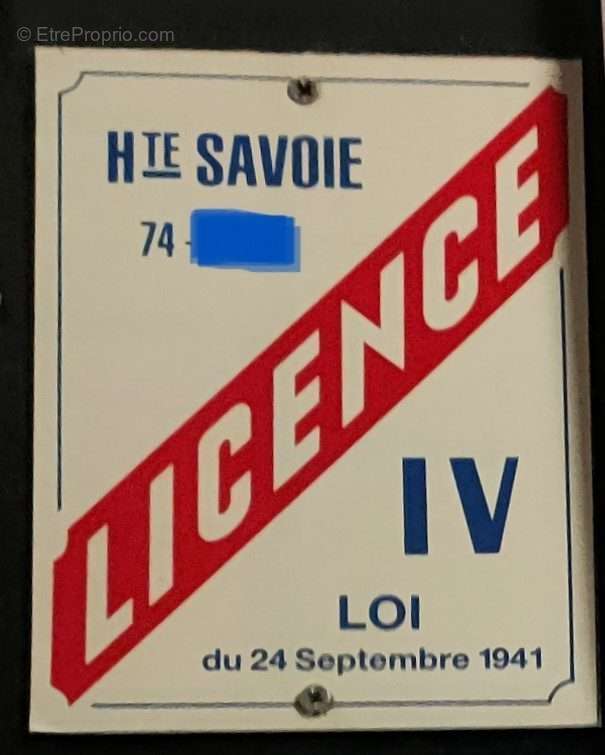 © EtreProprio.com
HTE SAVOIE
74 -
LICENCE
IV
LOI
du 24 Septembre 1941